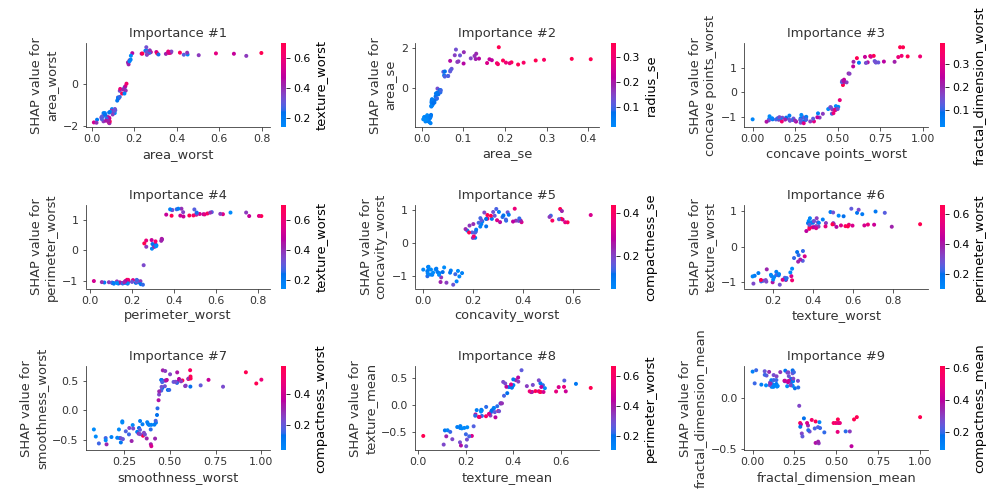 Importance #1
SHAP value for
area_worst
0
−2
0.0
0.2
0.4
0.6
0.8
area_worst
0.6
0.4
0.2
texture_worst
Importance #2
SHAP value for
area_se
2
0
0.0
0.1
0.2
0.3
0.4
area_se
0.3
0.2
0.1
radius_se
Importance #3
SHAP value for
concave points_worst
1
0
−1
0.00
0.25
0.50
0.75
1.00
concave points_worst
0.3
0.2
0.1
fractal_dimension_worst
Importance #4
SHAP value for
perimeter_worst
1
0
−1
0.0
0.2
0.4
0.6
0.8
perimeter_worst
0.6
0.4
0.2
texture_worst
Importance #5
SHAP value for
concavity_worst
1
0
−1
0.0
0.2
0.4
0.6
concavity_worst
0.4
0.2
compactness_se
Importance #6
SHAP value for
texture_worst
1
0
−1
0.2
0.4
0.6
0.8
texture_worst
0.6
0.4
0.2
perimeter_worst
Importance #7
SHAP value for
smoothness_worst
0.5
0.0
−0.5
0.25
0.50
0.75
1.00
smoothness_worst
0.4
0.2
compactness_worst
Importance #8
SHAP value for
texture_mean
0.5
0.0
−0.5
0.0
0.2
0.4
0.6
texture_mean
0.6
0.4
0.2
perimeter_worst
Importance #9
SHAP value for
fractal_dimension_mean
0.0
−0.5
0.00
0.25
0.50
0.75
1.00
fractal_dimension_mean
0.6
0.4
0.2
compactness_mean